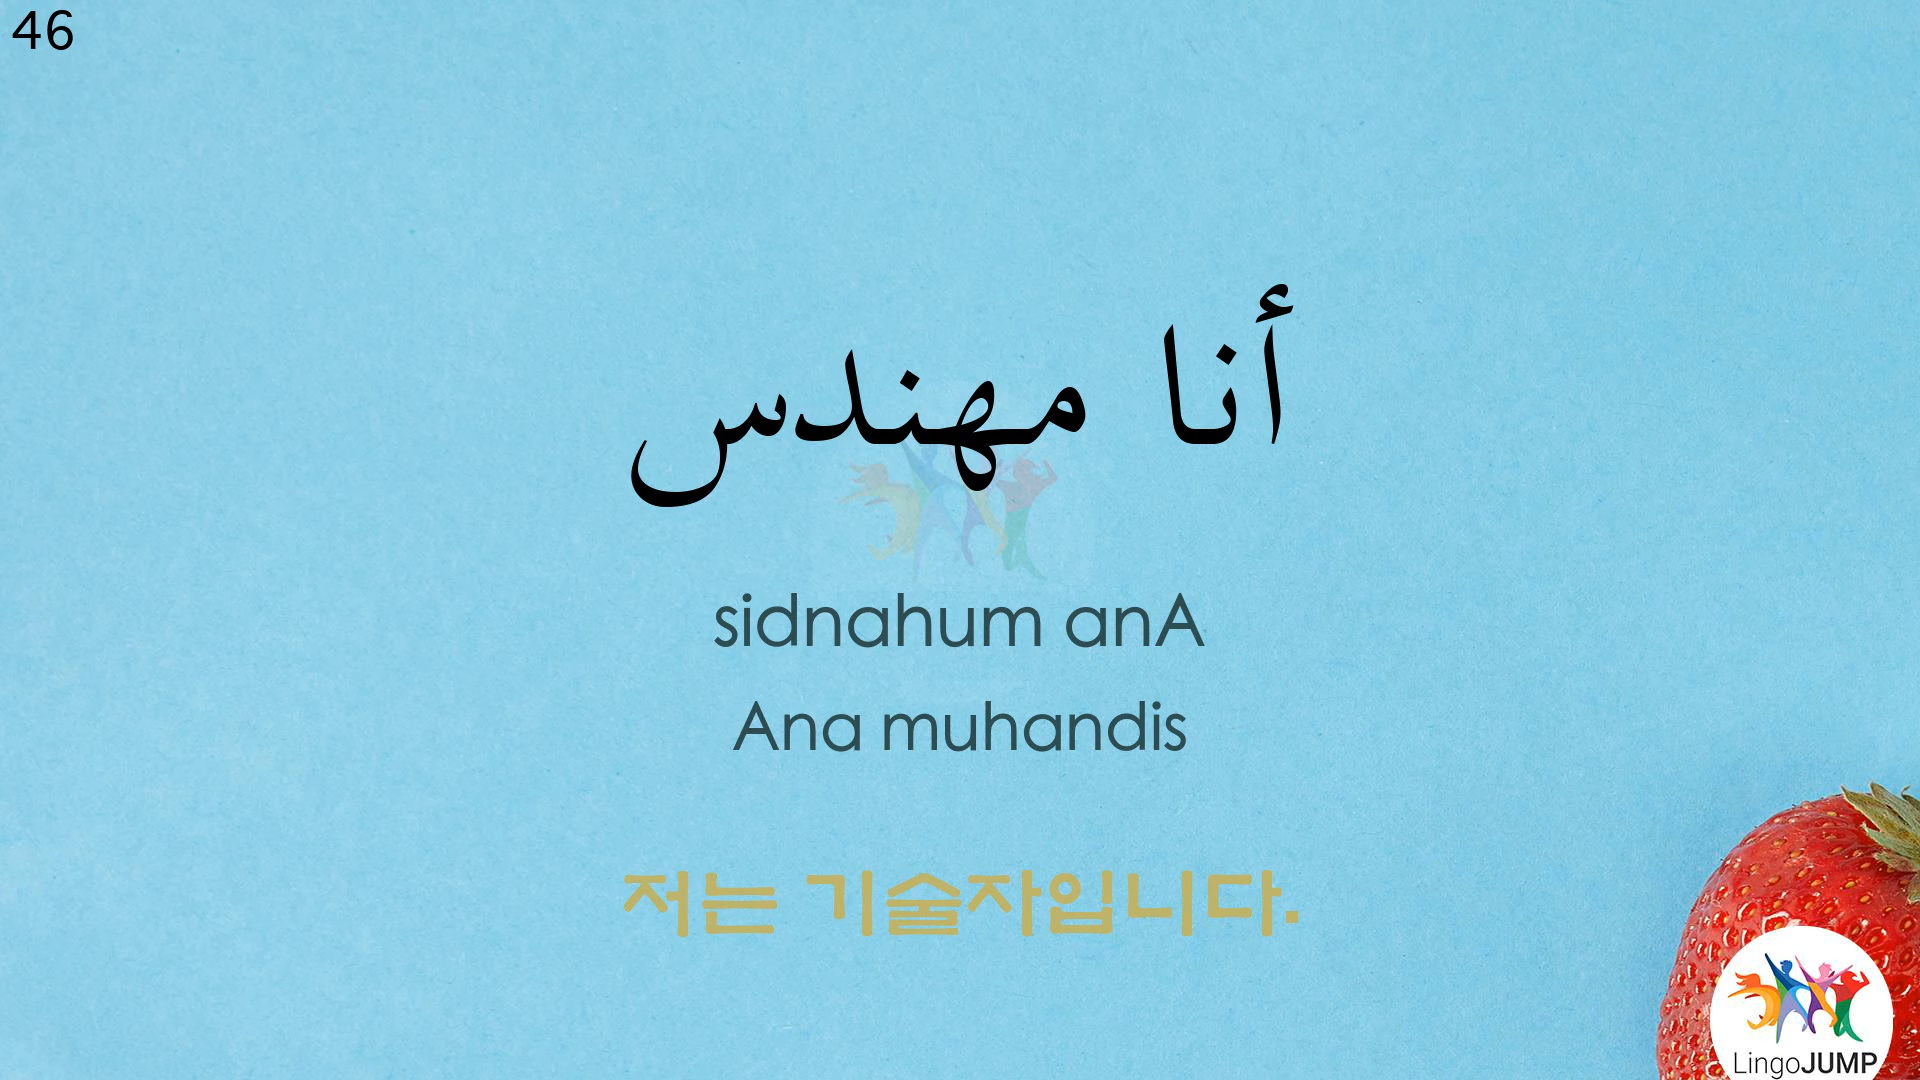 46
أنا مهندس
sidnahum anA
Ana muhandis
저는 기술자입니다.
LingoJUMP